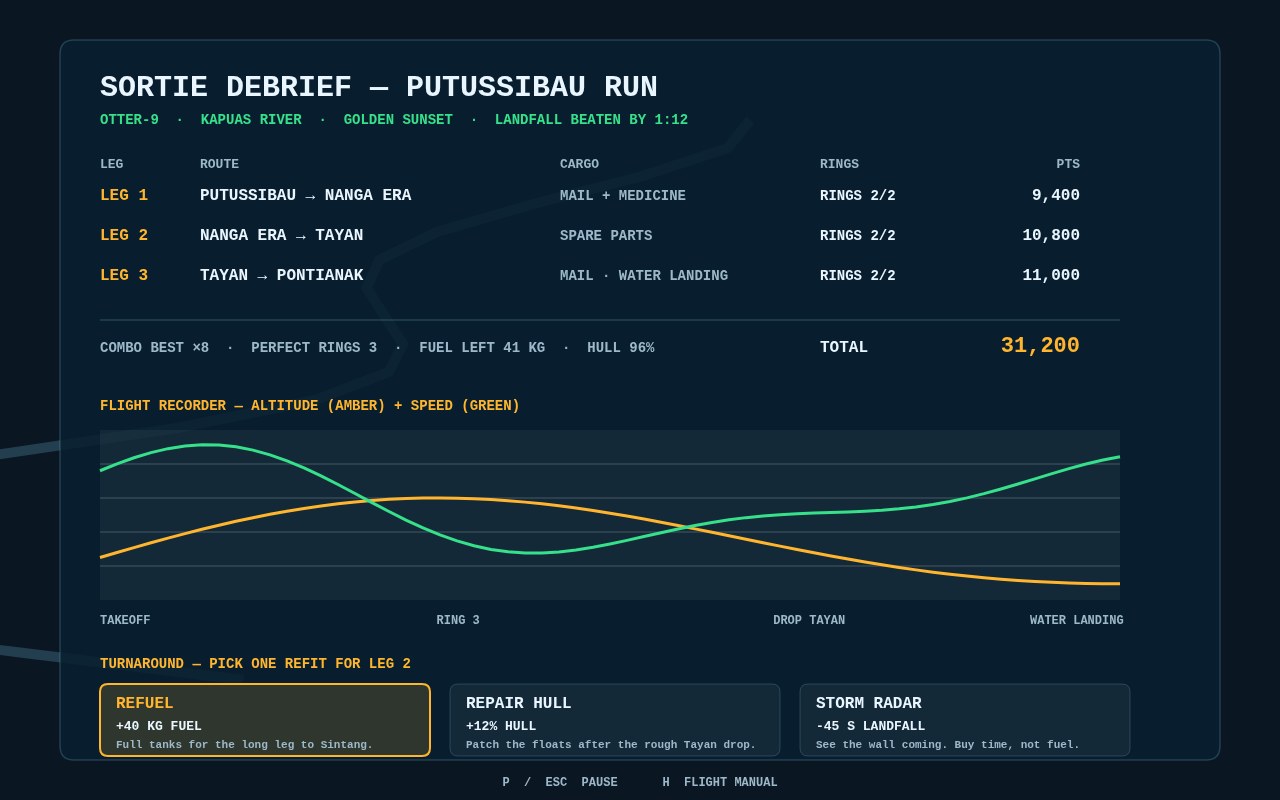 SORTIE DEBRIEF — PUTUSSIBAU RUN
OTTER-9 · KAPUAS RIVER · GOLDEN SUNSET · LANDFALL BEATEN BY 1:12
LEG ROUTE CARGO RINGS PTS
LEG 1 PUTUSSIBAU → NANGA ERA MAIL + MEDICINE RINGS 2/2 9,400
LEG 2 NANGA ERA → TAYAN SPARE PARTS RINGS 2/2 10,800
LEG 3 TAYAN → PONTIANAK MAIL · WATER LANDING RINGS 2/2 11,000
COMBO BEST ×8 · PERFECT RINGS 3 · FUEL LEFT 41 KG · HULL 96% TOTAL 31,200
FLIGHT RECORDER — ALTITUDE (AMBER) + SPEED (GREEN)
TAKEOFF RING 3 DROP TAYAN WATER LANDING
TURNAROUND — PICK ONE REFIT FOR LEG 2
REFUEL
+40 KG FUEL
Full tanks for the long leg to Sintang.
REPAIR HULL
+12% HULL
Patch the floats after the rough Tayan drop.
STORM RADAR
-45 S LANDFALL
See the wall coming. Buy time, not fuel.
P / ESC PAUSE H FLIGHT MANUAL